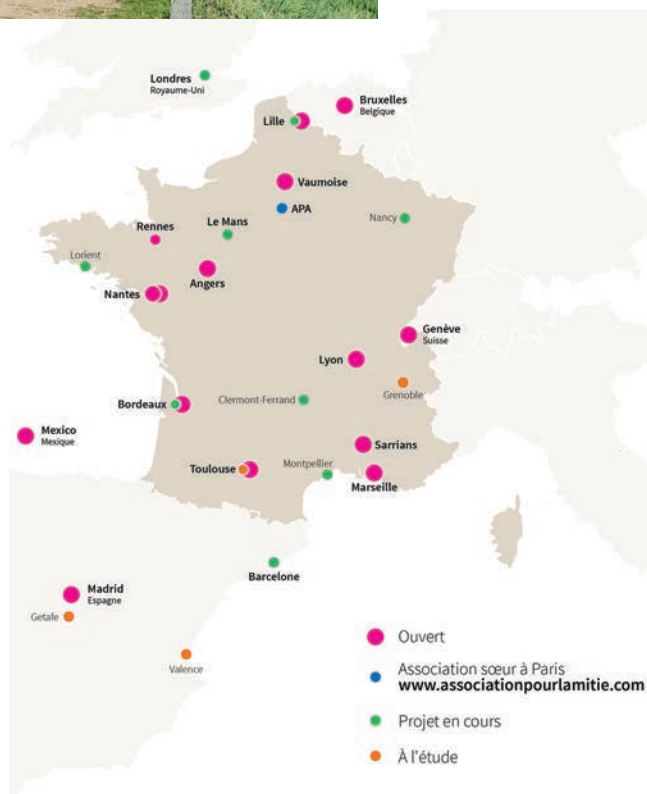 Londres
Royaume-Uni
Bruxelles
Belgique
Lille
Vaumoise
APA
Nancy
Rennes
Le Mans
Lorient
Angers
Nantes
Genève
Suisse
Lyon
Grenoble
Clermont-Ferrand
Bordeaux
Mexico
Mexique
Sarrians
Toulouse
Montpellier
Marseille
Barcelone
Madrid
Espagne
Getafe
Valence
Ouvert
Association sœur à Paris
www.associationpourlamitie.com
Projet en cours
À l'étude